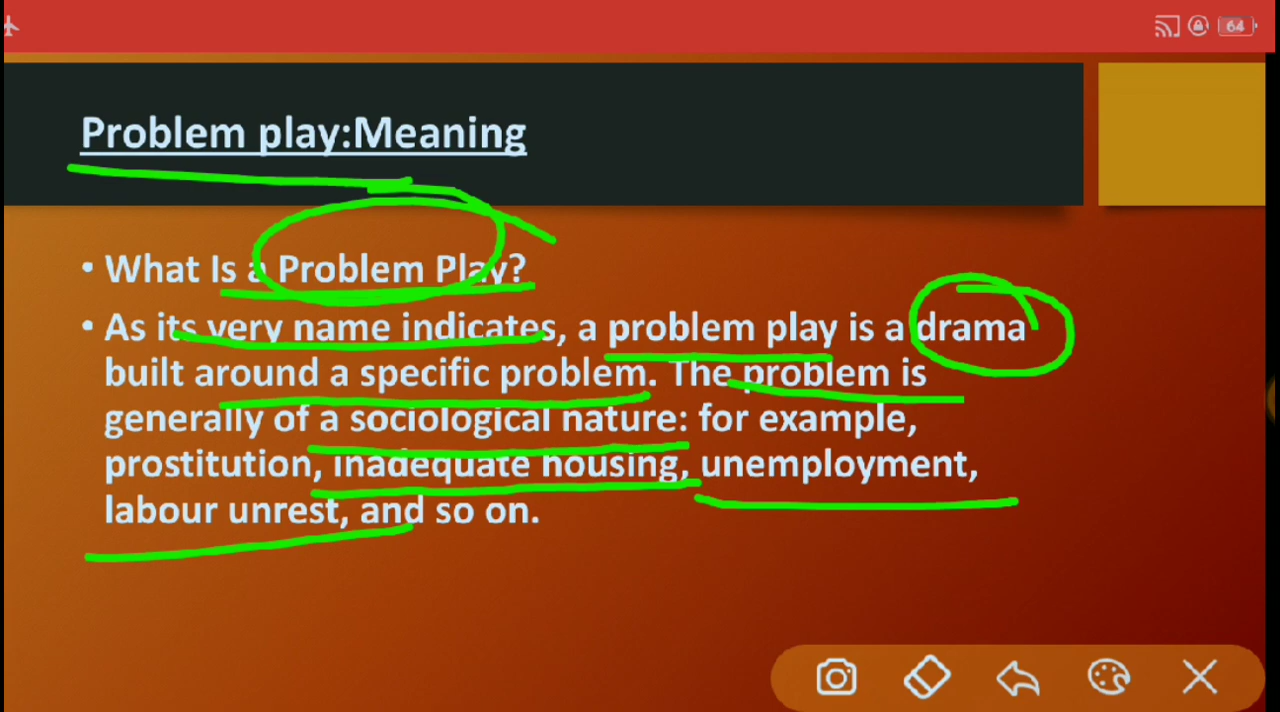 64
Problem play:Meaning
• What Is a Problem Play?
• As its very name indicates, a problem play is a drama
built around a specific problem. The problem is
generally of a sociological nature: for example,
prostitution, inadequate housing, unemployment,
labour unrest, and so on.